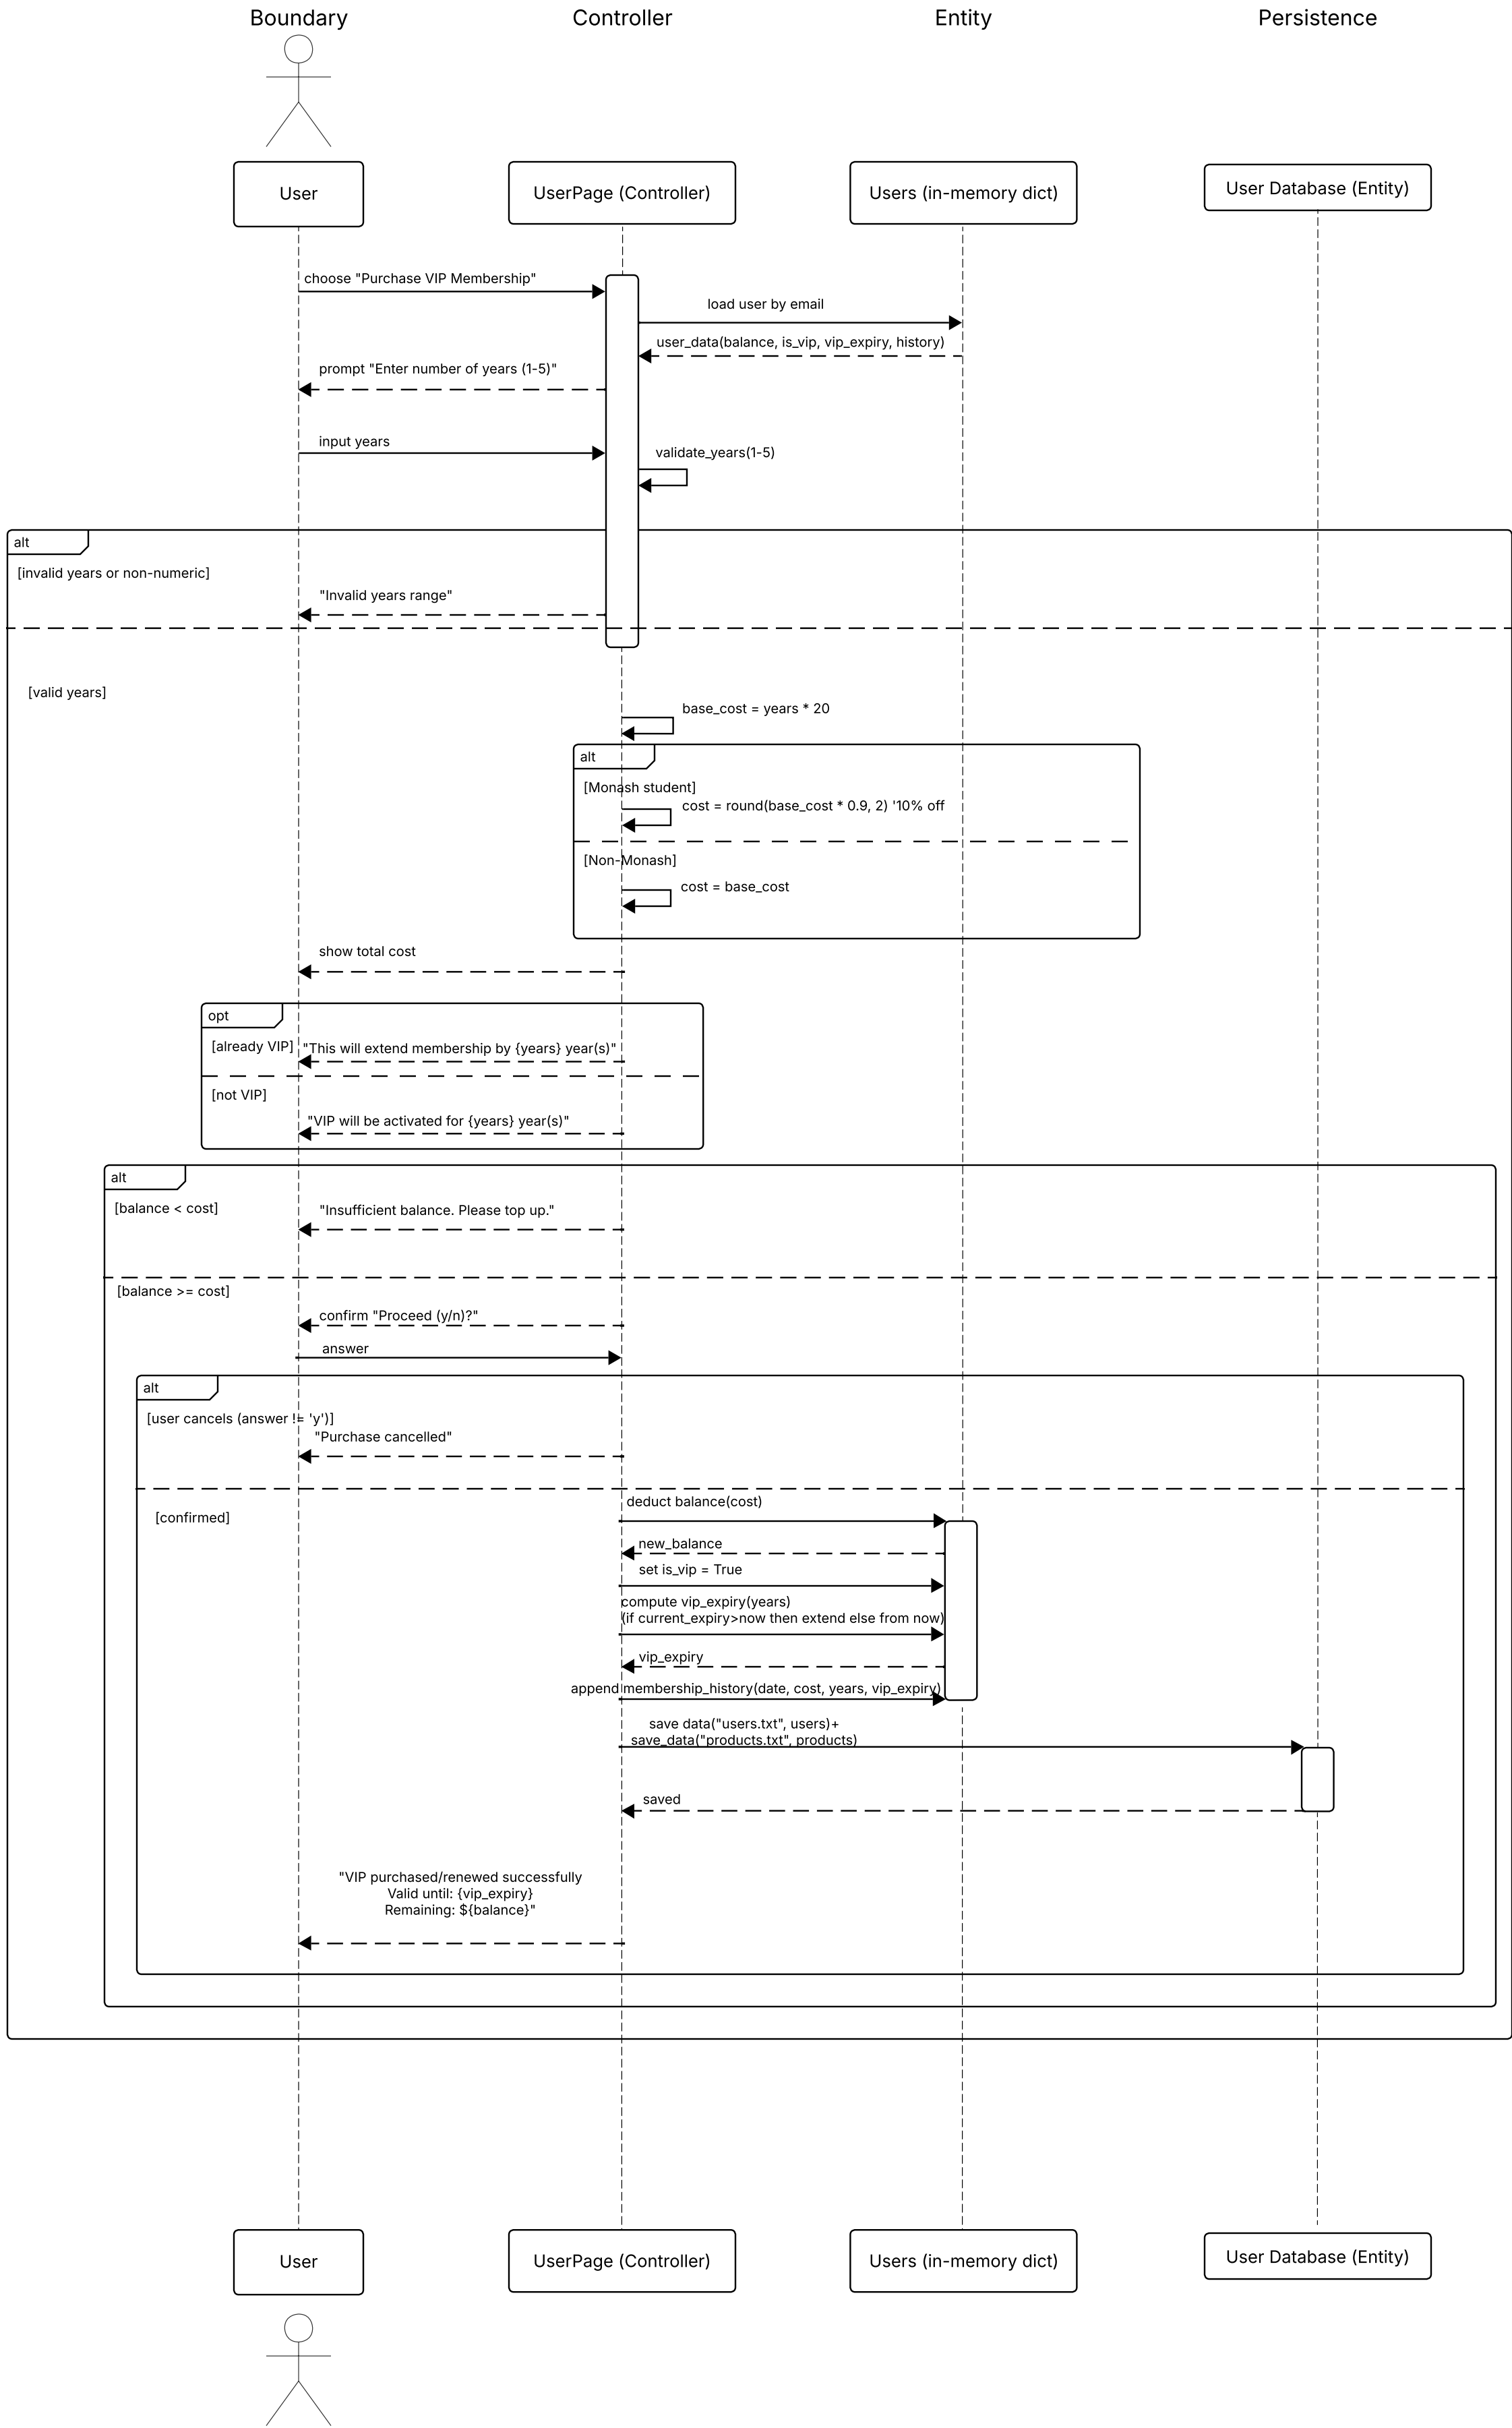 Boundary
Controller
Entity
Persistence
User
UserPage (Controller)
Users (in-memory dict)
User Database (Entity)
choose "Purchase VIP Membership"
load user by email
user_data(balance, is_vip, vip_expiry, history)
prompt "Enter number of years (1-5)"
input years
validate_years(1-5)
alt
[invalid years or non-numeric]
"Invalid years range"
[valid years]
base_cost = years * 20
alt
[Monash student]
cost = round(base_cost * 0.9, 2) '10% off
[Non-Monash]
cost = base_cost
show total cost
opt
[already VIP]
"This will extend membership by {years} year(s)"
[not VIP]
"VIP will be activated for {years} year(s)"
alt
[balance < cost]
"Insufficient balance. Please top up."
[balance >= cost]
confirm "Proceed (y/n)?"
answer
alt
[user cancels (answer != 'y')]
"Purchase cancelled"
deduct balance(cost)
[confirmed]
new_balance
set is_vip = True
compute vip_expiry(years)
(if current_expiry>now then extend else from now)
vip_expiry
append membership_history(date, cost, years, vip_expiry)
save data("users.txt", users)+
save_data("products.txt", products)
saved
"VIP purchased/renewed successfully
Valid until: {vip_expiry}
Remaining: ${balance}"
User
UserPage (Controller)
Users (in-memory dict)
User Database (Entity)